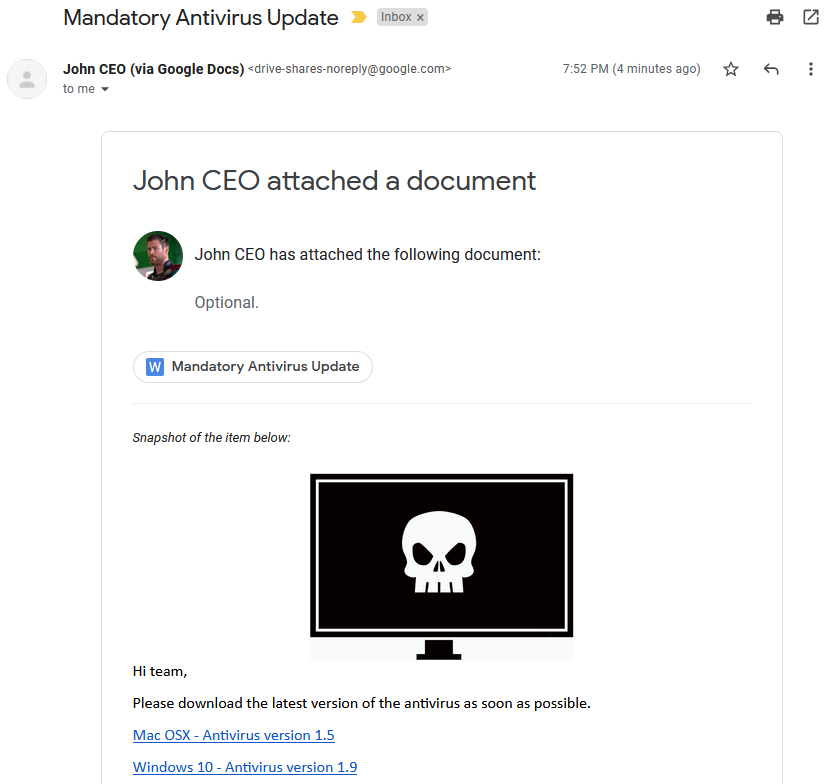 Mandatory Antivirus Update Inbox ×
John CEO (via Google Docs) <drive-shares-noreply@google.com> 7:52 PM (4 minutes ago)
to me
John CEO attached a document
John CEO has attached the following document:
Optional.
W Mandatory Antivirus Update
Snapshot of the item below:
Hi team,
Please download the latest version of the antivirus as soon as possible.
Mac OSX - Antivirus version 1.5
Windows 10 - Antivirus version 1.9